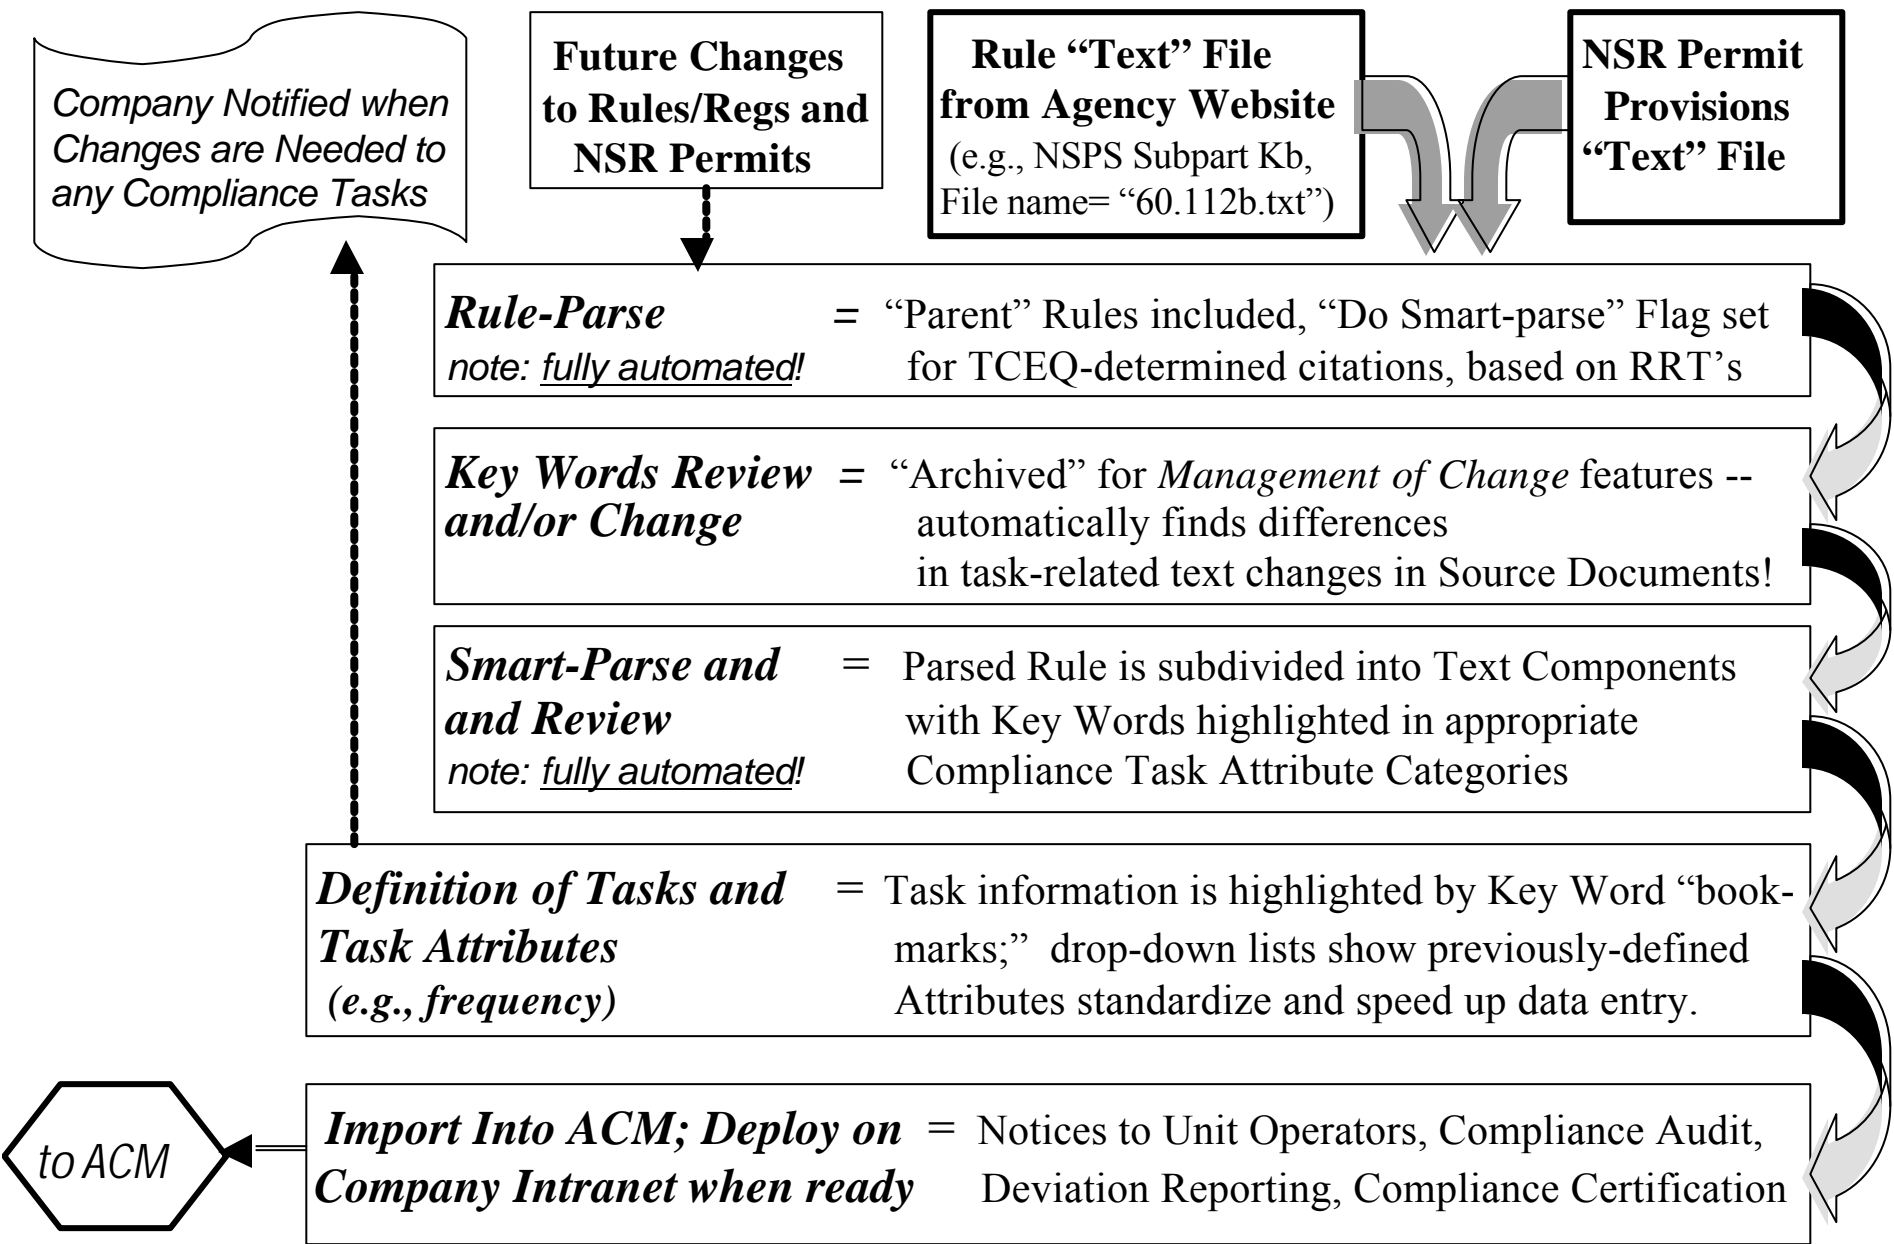 Company Notified when
Changes are Needed to
any Compliance Tasks
Future Changes
to Rules/Regs and
NSR Permits
Rule “Text” File
from Agency Website
(e.g., NSPS Subpart Kb,
File name= “60.112b.txt”)
NSR Permit
Provisions
“Text” File
Rule-Parse = “Parent” Rules included, “Do Smart-parse” Flag set
note: fully automated! for TCEQ-determined citations, based on RRT’s
Key Words Review = “Archived” for Management of Change features --
and/or Change automatically finds differences
in task-related text changes in Source Documents!
Smart-Parse and = Parsed Rule is subdivided into Text Components
and Review with Key Words highlighted in appropriate
note: fully automated! Compliance Task Attribute Categories
Definition of Tasks and = Task information is highlighted by Key Word “book-
Task Attributes marks;” drop-down lists show previously-defined
(e.g., frequency) Attributes standardize and speed up data entry.
Import Into ACM; Deploy on = Notices to Unit Operators, Compliance Audit,
Company Intranet when ready Deviation Reporting, Compliance Certification
to ACM